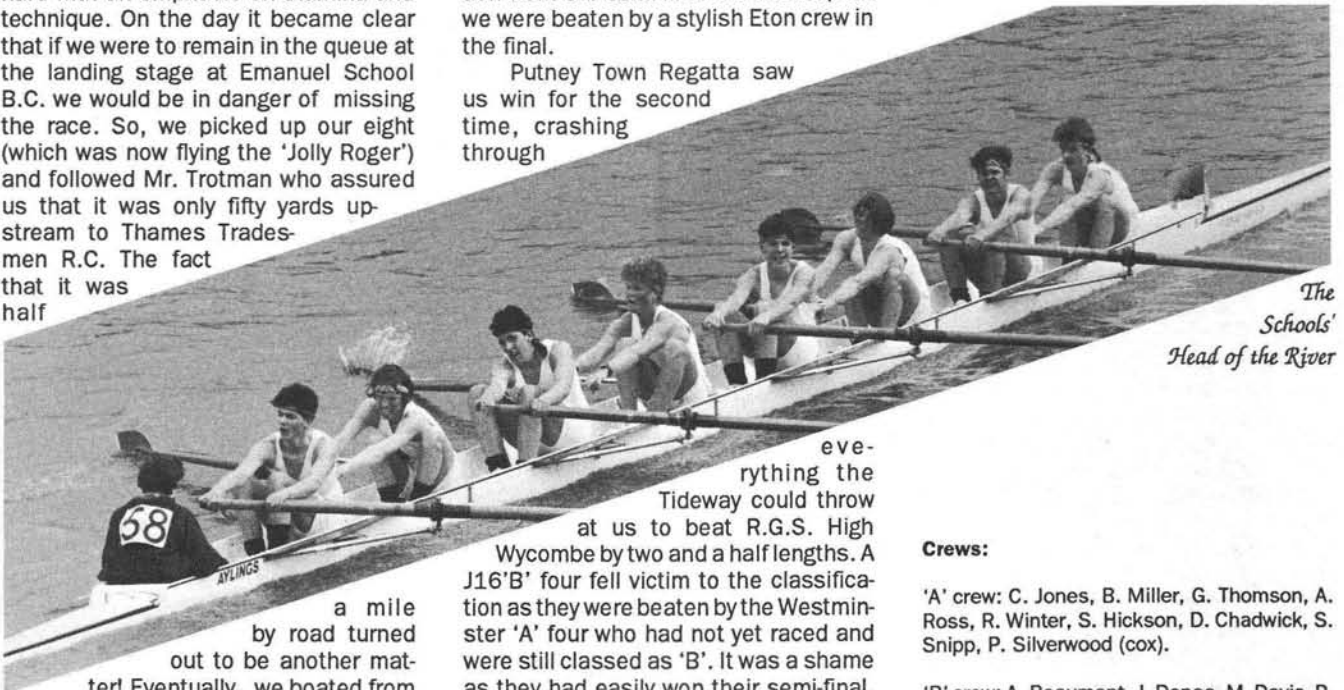 technique. On the day it became clear
that if we were to remain in the queue at
the landing stage at Emanuel School
B.C. we would be in danger of missing
the race. So, we picked up our eight
(which was now flying the 'Jolly Roger')
and followed Mr. Trotman who assured
us that it was only fifty yards up-
stream to Thames Trades-
men R.C. The fact
that it was
half
a mile
by road turned
out to be another mat-
ter! Eventually, we boated from
we were beaten by a stylish Eton crew in
the final.
Putney Town Regatta saw
us win for the second
time, crashing
through
eve-
rything the
Tideway could throw
at us to beat R.G.S. High
Wycombe by two and a half lengths. A
J16'B' four fell victim to the classifica-
tion as they were beaten by the Westmin-
ster 'A' four who had not yet raced and
were still classed as 'B'. It was a shame
as they had easily won their semi-final.
The
Schools'
Head of the River
58
AYLINGS
Crews:
'A' crew: C. Jones, B. Miller, G. Thomson, A.
Ross, R. Winter, S. Hickson, D. Chadwick, S.
Snipp, P. Silverwood (cox).